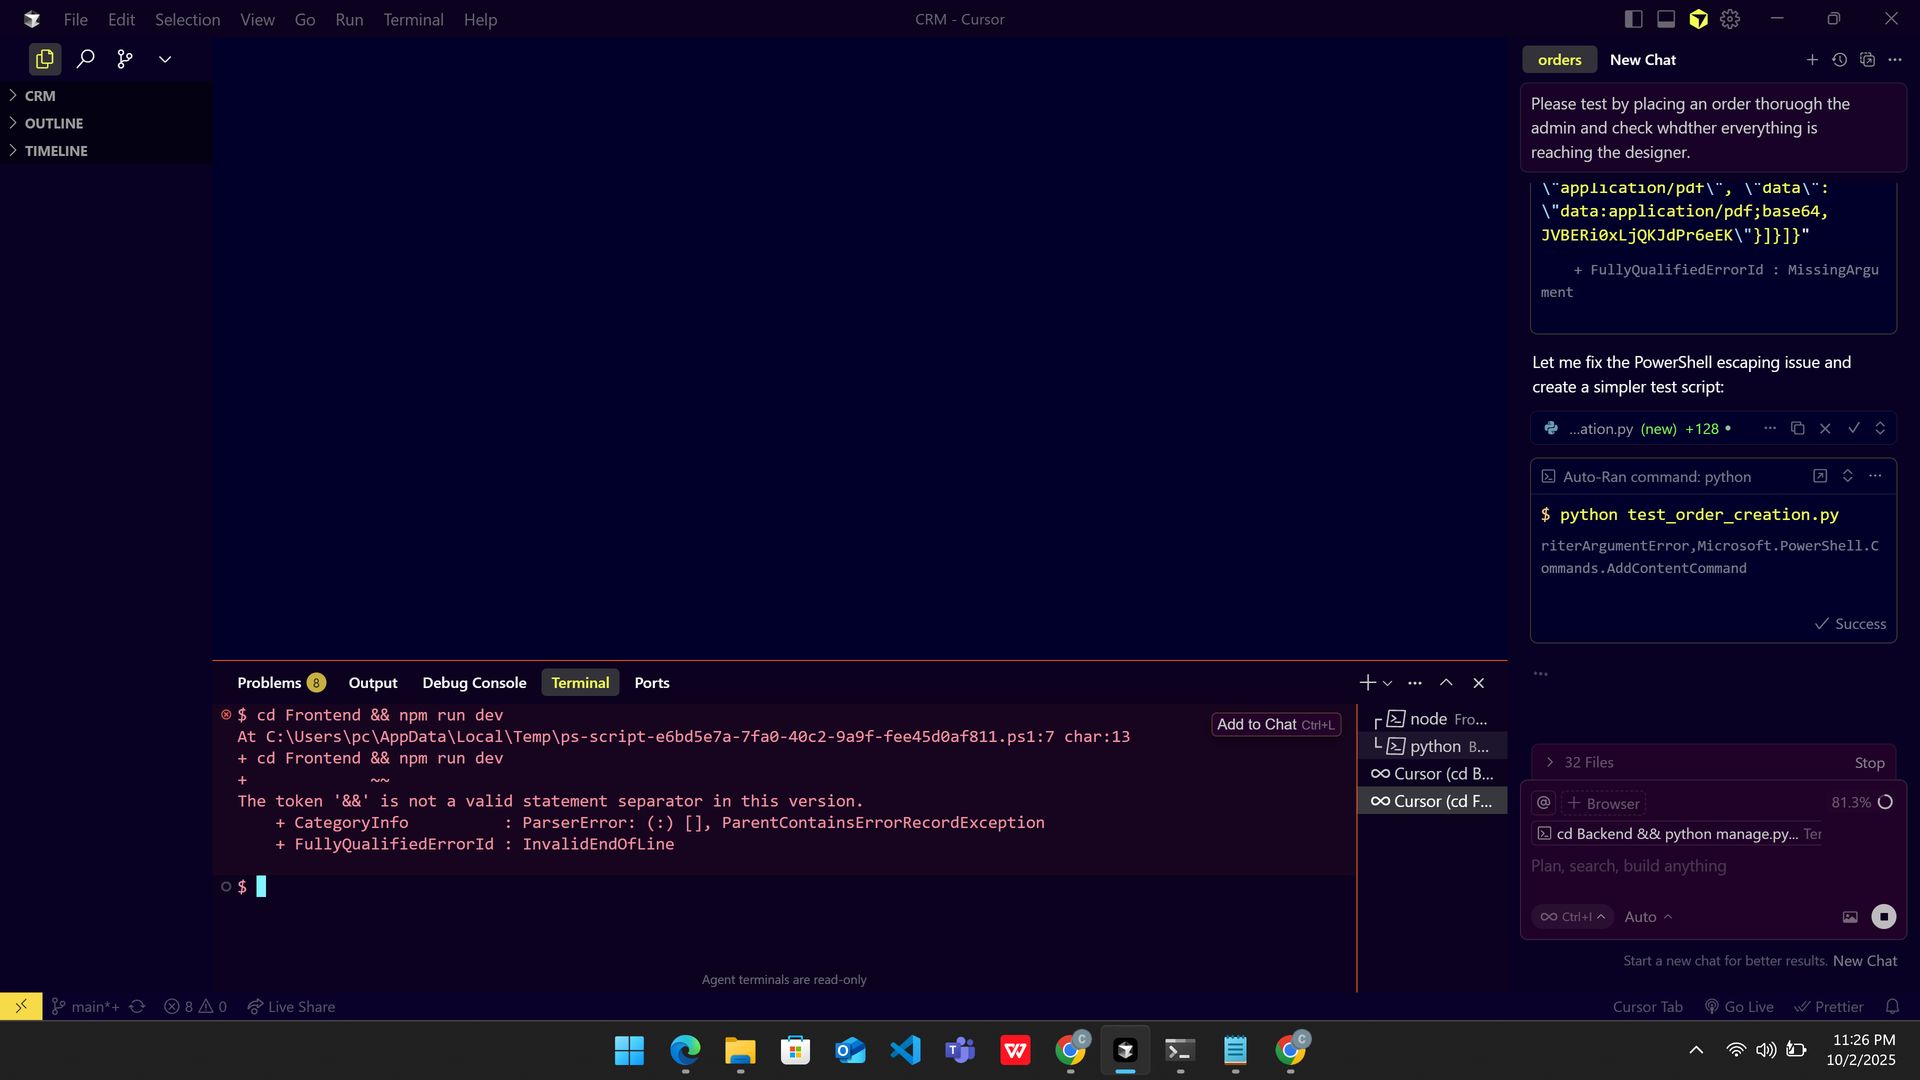 File Edit Selection View Go Run Terminal Help
CRM - Cursor
CRM
OUTLINE
TIMELINE
Problems 8 Output Debug Console Terminal Ports
$ cd Frontend && npm run dev
At C:\Users\pc\AppData\Local\Temp\ps-script-e6bd5e7a-7fa0-40c2-9a9f-fee45d0af811.ps1:7 char:13
+ cd Frontend && npm run dev
+             ~~
The token '&&' is not a valid statement separator in this version.
    + CategoryInfo          : ParserError: (:) [], ParentContainsErrorRecordException
    + FullyQualifiedErrorId : InvalidEndOfLine
$
Add to Chat Ctrl+L
Agent terminals are read-only
node Fro...
python B...
Cursor (cd B...
Cursor (cd F...
orders New Chat
Please test by placing an order thoruogh the
admin and check whdther erverything is
reaching the designer.
\"application/pdf\", \"data\":
\"data:application/pdf;base64,
JVBERi0xLjQKJdPr6eEK\"}]}]}"
    + FullyQualifiedErrorId : MissingArgu
ment
Let me fix the PowerShell escaping issue and
create a simpler test script:
...ation.py (new) +128 •
Auto-Ran command: python
$ python test_order_creation.py
riterArgumentError,Microsoft.PowerShell.C
ommands.AddContentCommand
Success
32 Files Stop
@ + Browser 81.3%
cd Backend && python manage.py... Ter
Plan, search, build anything
Ctrl+I Auto
Start a new chat for better results. New Chat
main*+ 8 0 Live Share
Cursor Tab Go Live Prettier
11:26 PM
10/2/2025